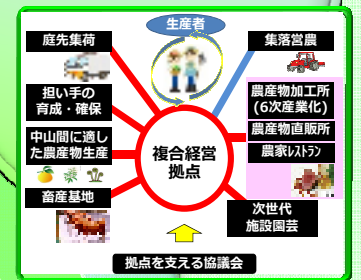 生産者
庭先集荷
集落営農
担い手の
育成・確保
農産物加工所
(6次産業化)
農産物直販所
農家ﾚｽﾄﾗﾝ
中山間に適し
た農産物生産
複合経営
拠点
畜産基地
次世代
施設園芸
拠点を支える協議会